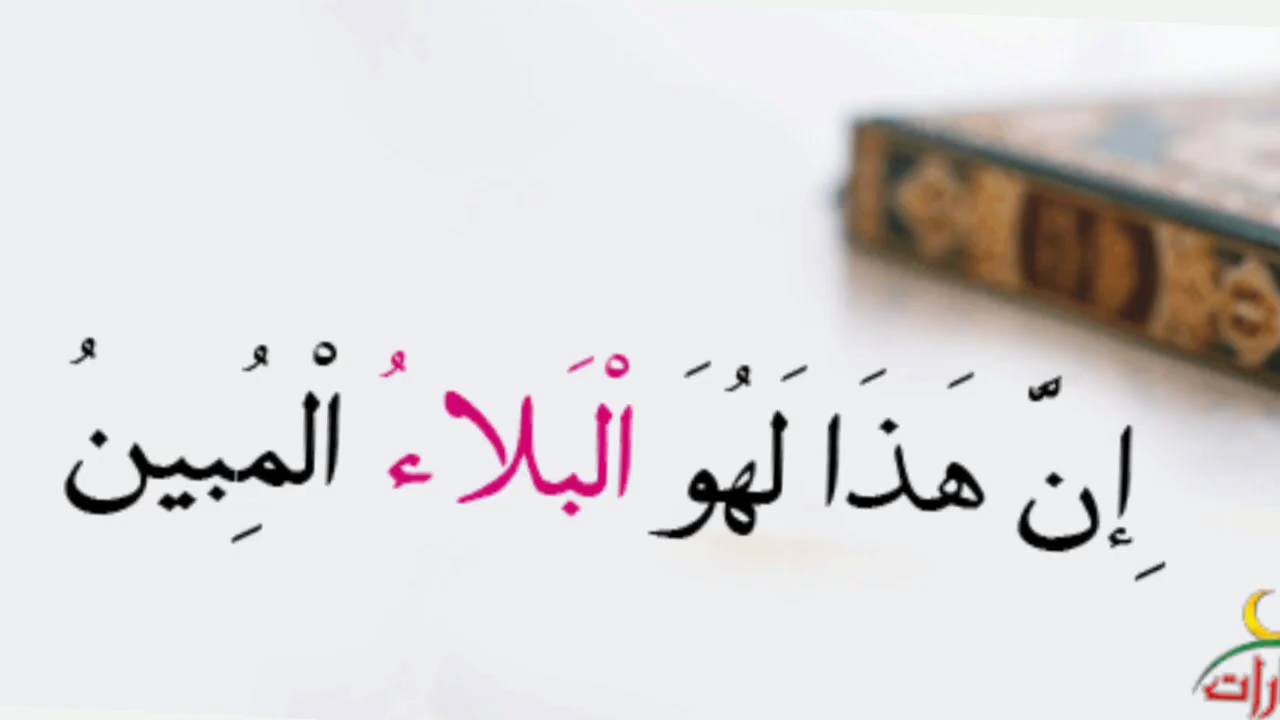 إِنَّ هَذَا لَهُوَ الْبَلَاءُ الْمُبِينُ